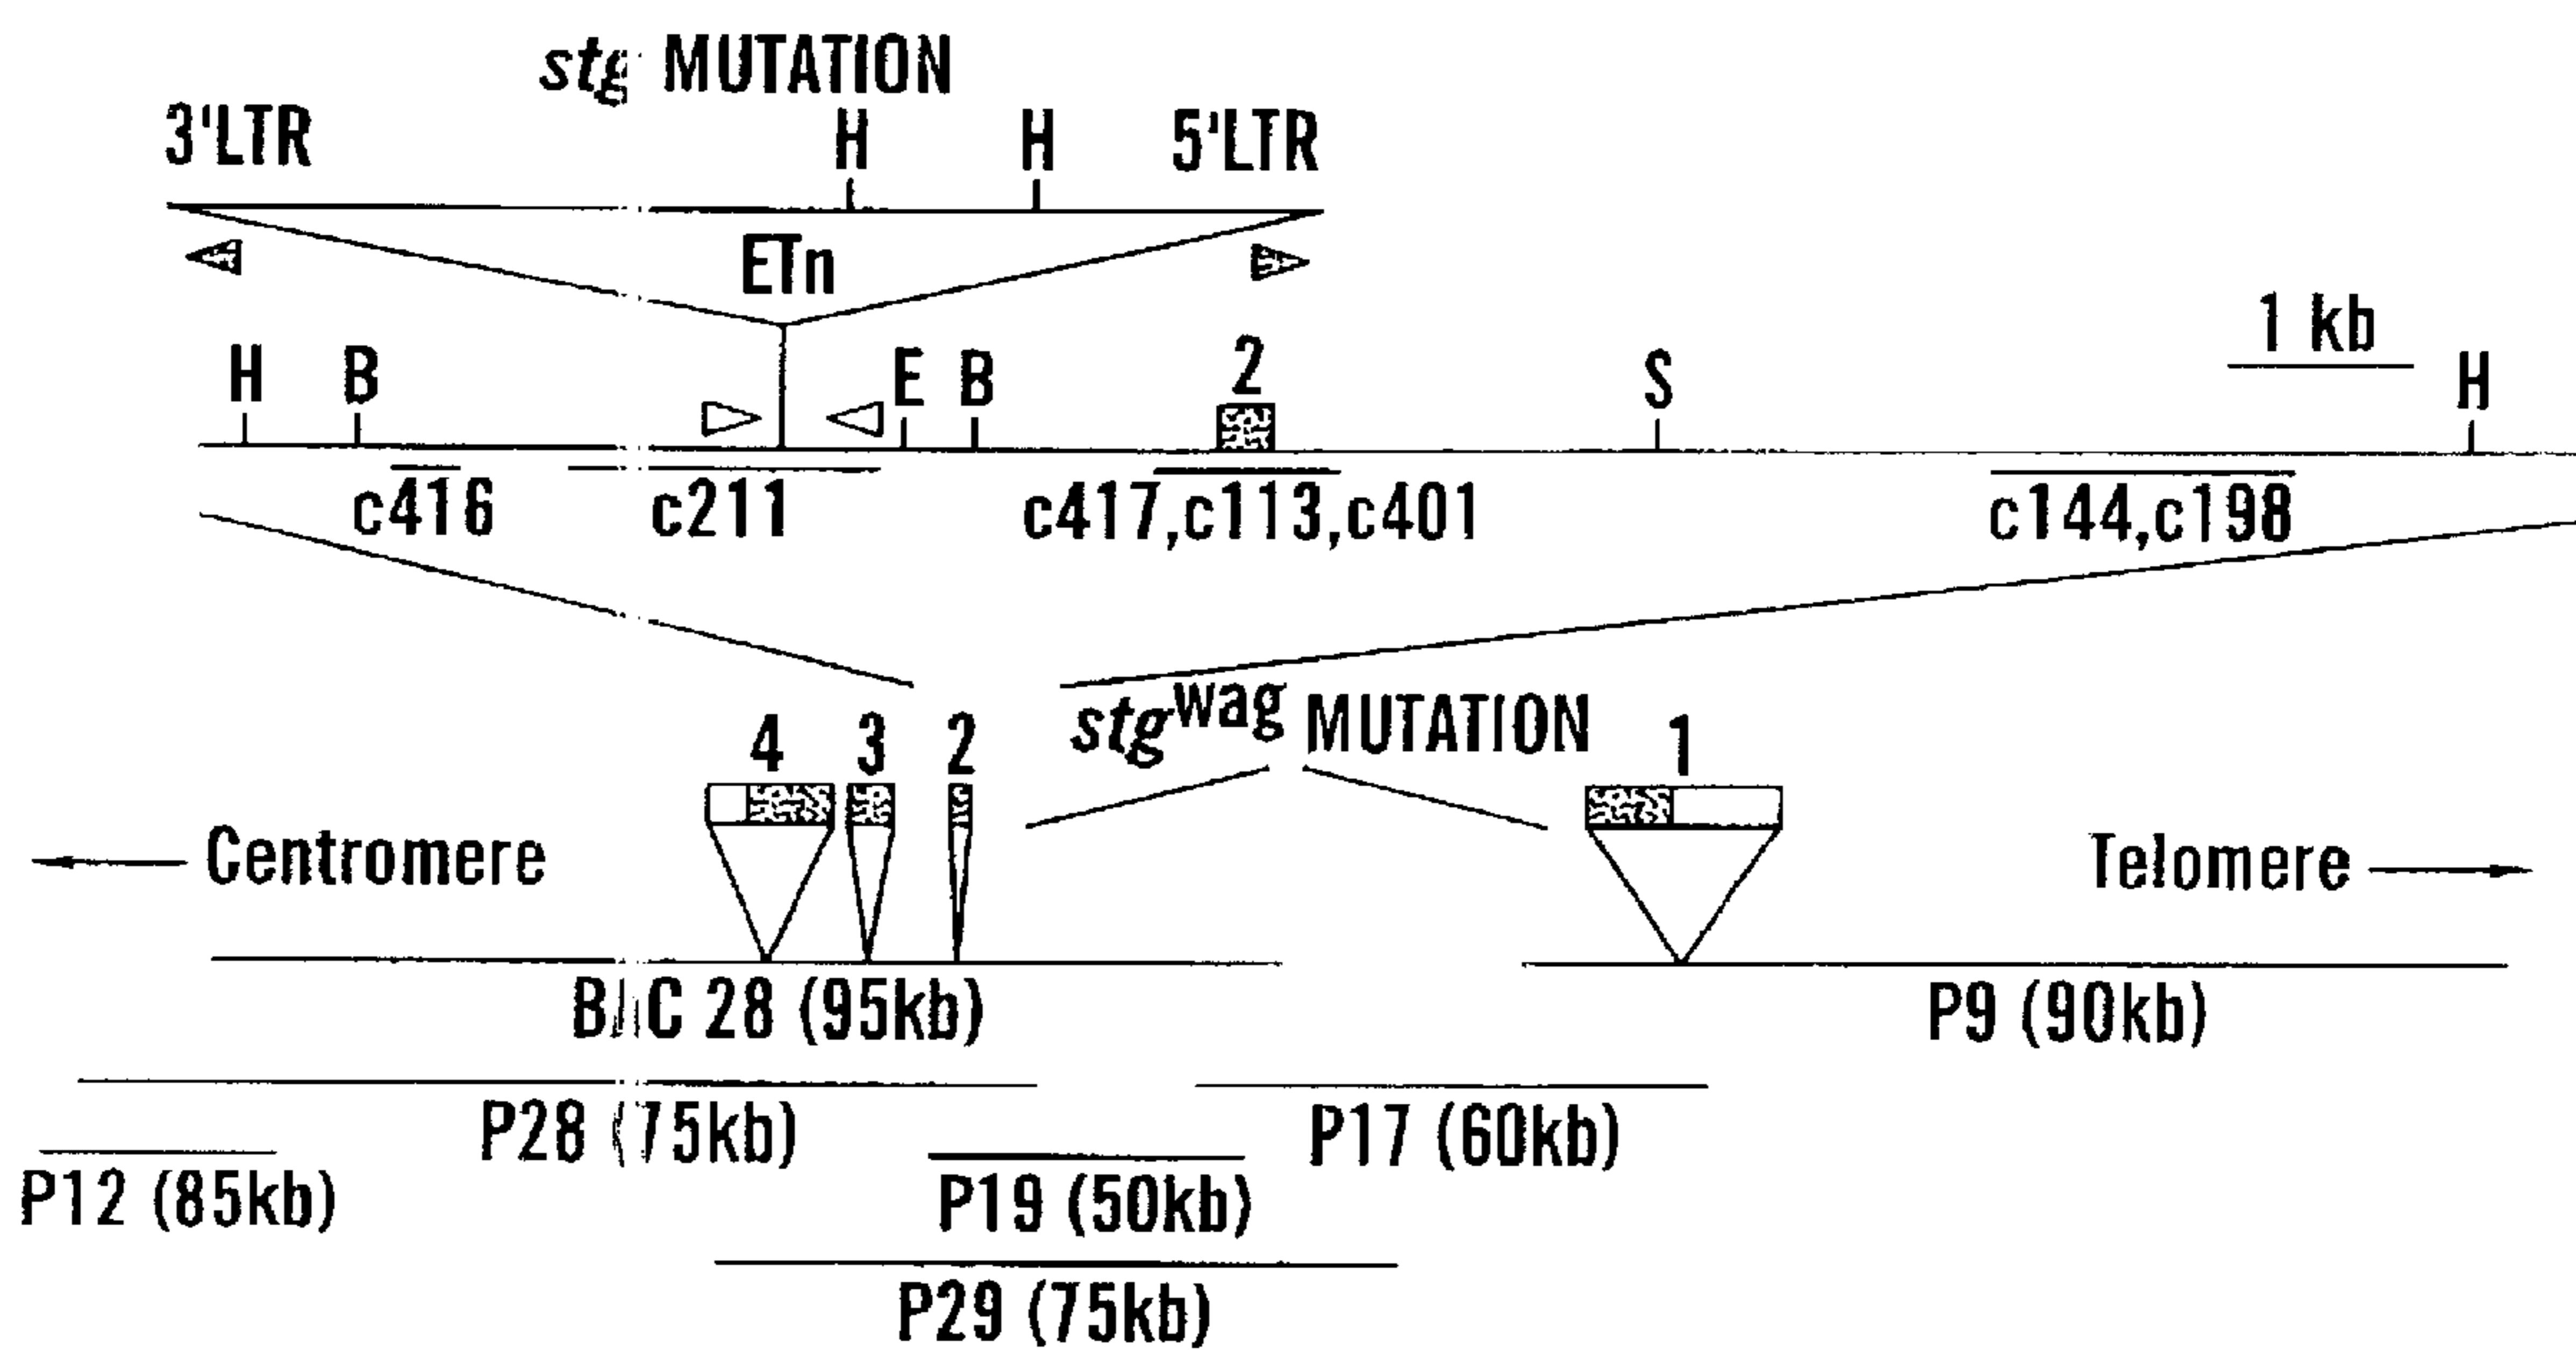 stg MUTATION
3'LTR H H 5'LTR
ETn
1 kb
H B E B 2 S H
c416 c211 c417,c113,c401 c144,c198
stgwag MUTATION
4 3 2 1
Centromere Telomere
28 (95kb) P9 (90kb)
P28 (75kb) P17 (60kb)
P12 (85kb) P19 (50kb)
P29 (75kb)